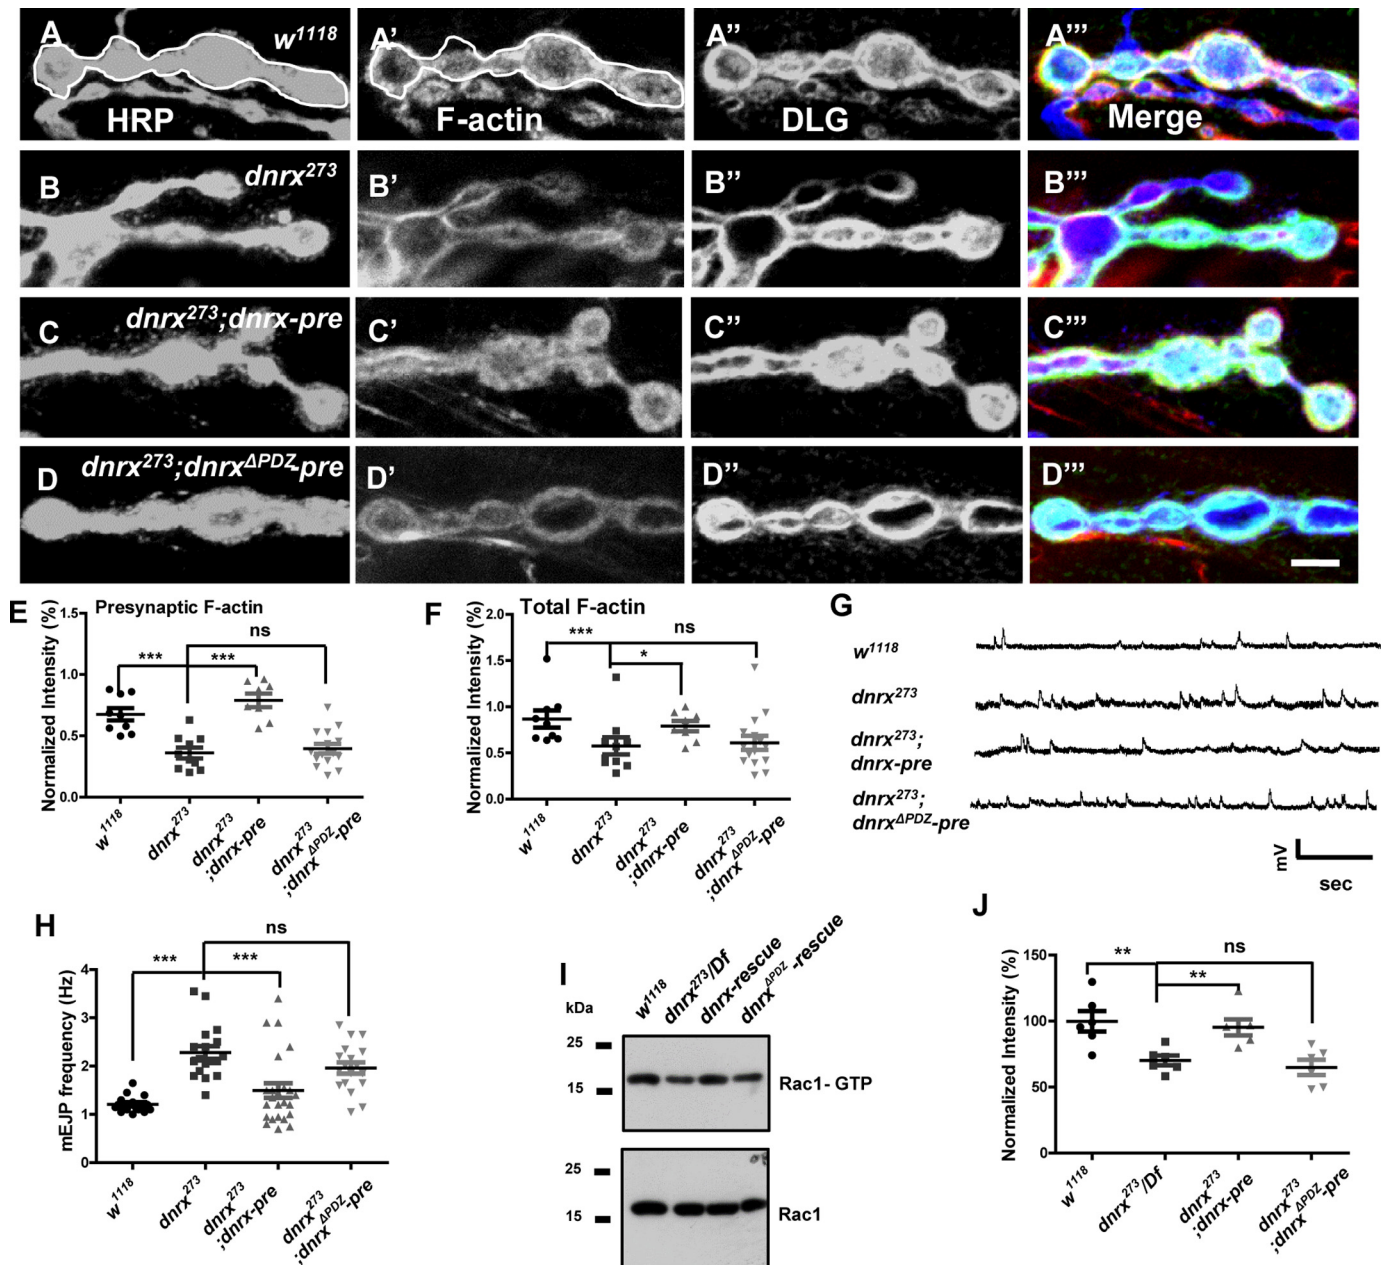 A w1118 HRP
A' F-actin
A'' DLG
A''' Merge
B dnrx273
B'
B''
B'''
C dnrx273;dnrx-pre
C'
C''
C'''
D dnrx273;dnrxΔPDZ-pre
D'
D''
D'''
E Presynaptic F-actin
Normalized Intensity (%)
1.5
1.0
0.5
0.0
*** *** ns
w1118
dnrx273
dnrx273
;dnrx-pre
dnrx273
;dnrxΔPDZ-pre
F Total F-actin
Normalized Intensity (%)
2.0
1.5
1.0
0.5
0.0
*** * ns
w1118
dnrx273
dnrx273
;dnrx-pre
dnrx273
;dnrxΔPDZ-pre
G
w1118
dnrx273
dnrx273;
dnrx-pre
dnrx273;
dnrxΔPDZ-pre
mV
sec
H
mEJP frequency (Hz)
4
3
2
1
0
*** *** ns
w1118
dnrx273
dnrx273
;dnrx-pre
dnrx273
;dnrxΔPDZ-pre
I
kDa
w1118
dnrx273/Df
dnrx-rescue
dnrxΔPDZ-rescue
25
15
Rac1- GTP
25
15
Rac1
J
Normalized Intensity (%)
150
100
50
0
** ** ns
w1118
dnrx273/Df
dnrx273
;dnrx-pre
dnrx273
;dnrxΔPDZ-pre